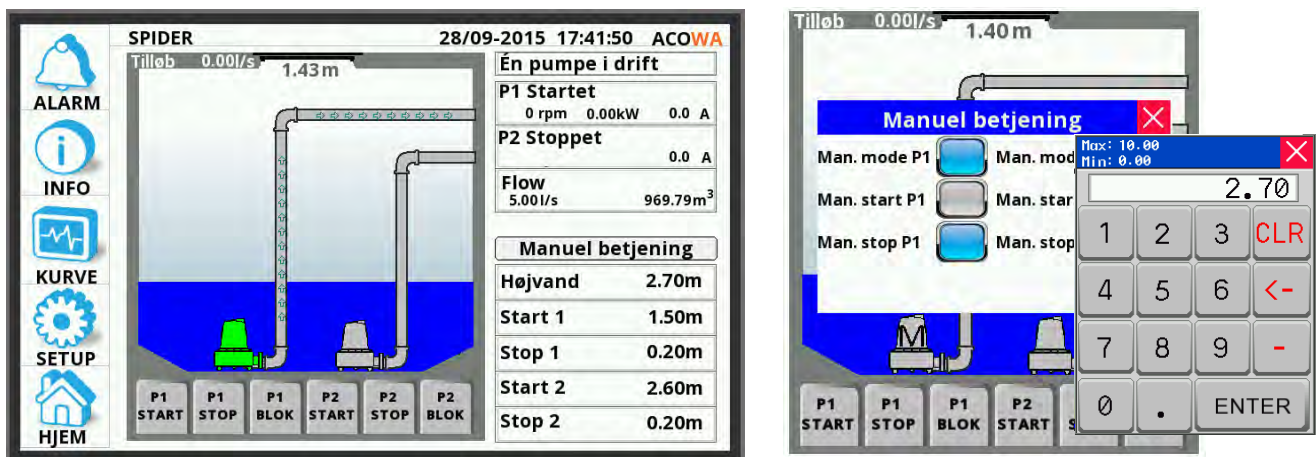 SPIDER 28/09-2015 17:41:50 ACOWA
ALARM
INFO
KURVE
SETUP
HJEM
Tilløb 0.00l/s
1.43m
Én pumpe i drift
P1 Startet
0 rpm 0.00kW 0.0 A
P2 Stoppet
0.0 A
Flow
5.00l/s 969.79m³
Manuel betjening
Højvand 2.70m
Start 1 1.50m
Stop 1 0.20m
Start 2 2.60m
Stop 2 0.20m
P1 START
P1 STOP
P1 BLOK
P2 START
P2 STOP
P2 BLOK
Tilløb 0.00l/s
1.40m
Manuel betjening
Man. mode P1 Man. mod
Man. start P1 Man. star
Man. stop P1 Man. stop
M
P1 START
P1 STOP
P1 BLOK
P2 START
S
Max: 10.00
Min: 0.00
2.70
1 2 3 CLR
4 5 6 <-
7 8 9 -
0 . ENTER